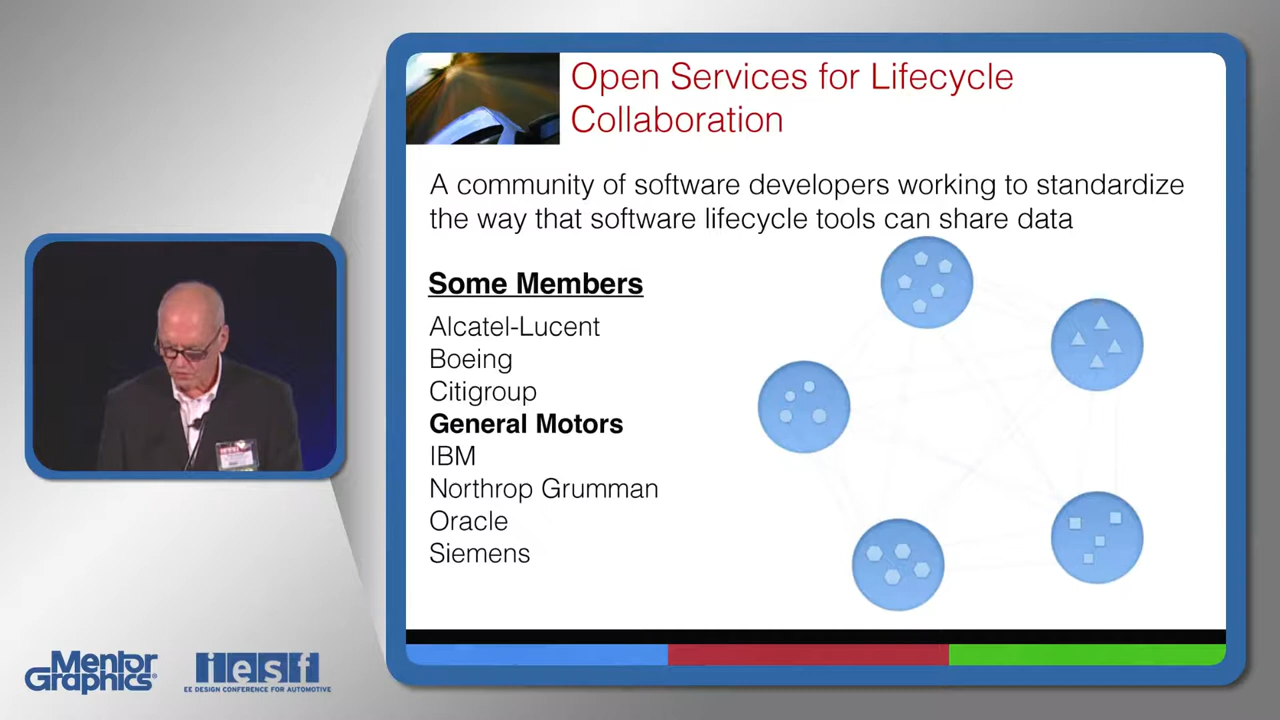 Open Services for Lifecycle
Collaboration
A community of software developers working to standardize
the way that software lifecycle tools can share data
Some Members
Alcatel-Lucent
Boeing
Citigroup
General Motors
IBM
Northrop Grumman
Oracle
Siemens
Mentor
Graphics®
iesf
EE DESIGN CONFERENCE FOR AUTOMOTIVE